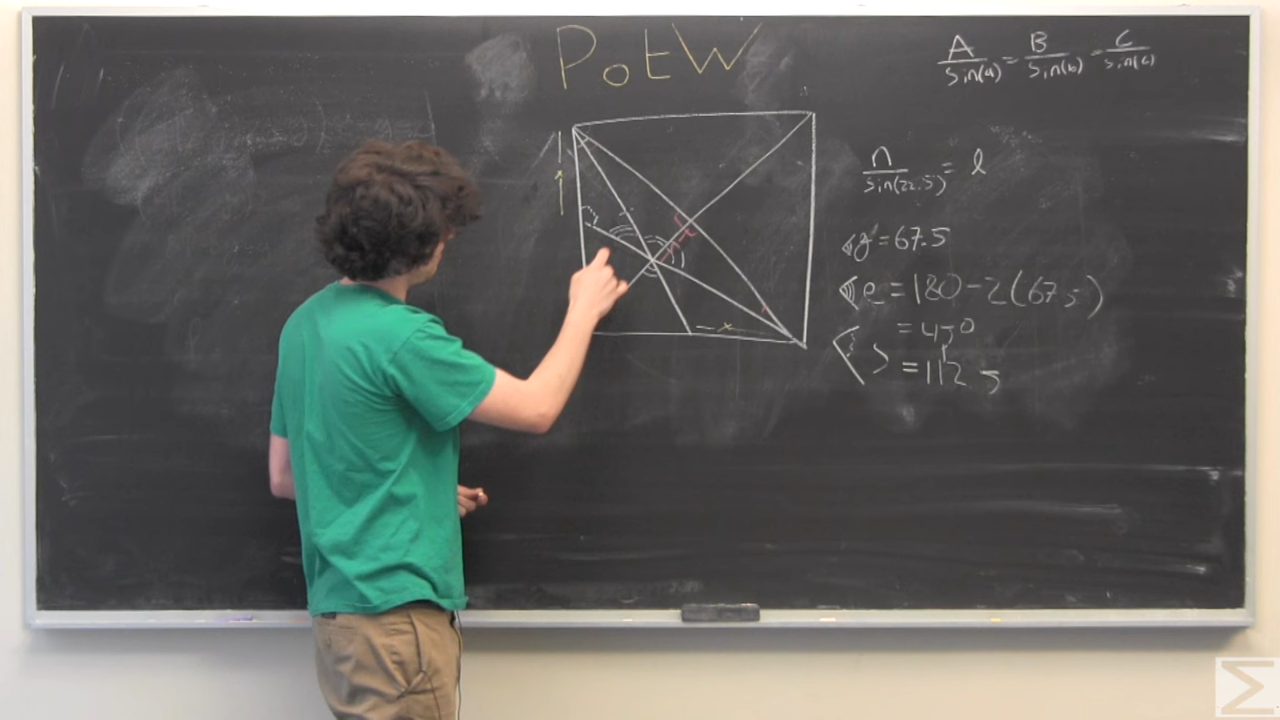 PotW
A/sin(a) = B/sin(b) = C/sin(c)
n/sin(22.5) = l
∢y = 67.5
∢e = 180 - 2(67.5)
= 45°
= 112.5
x
Σ